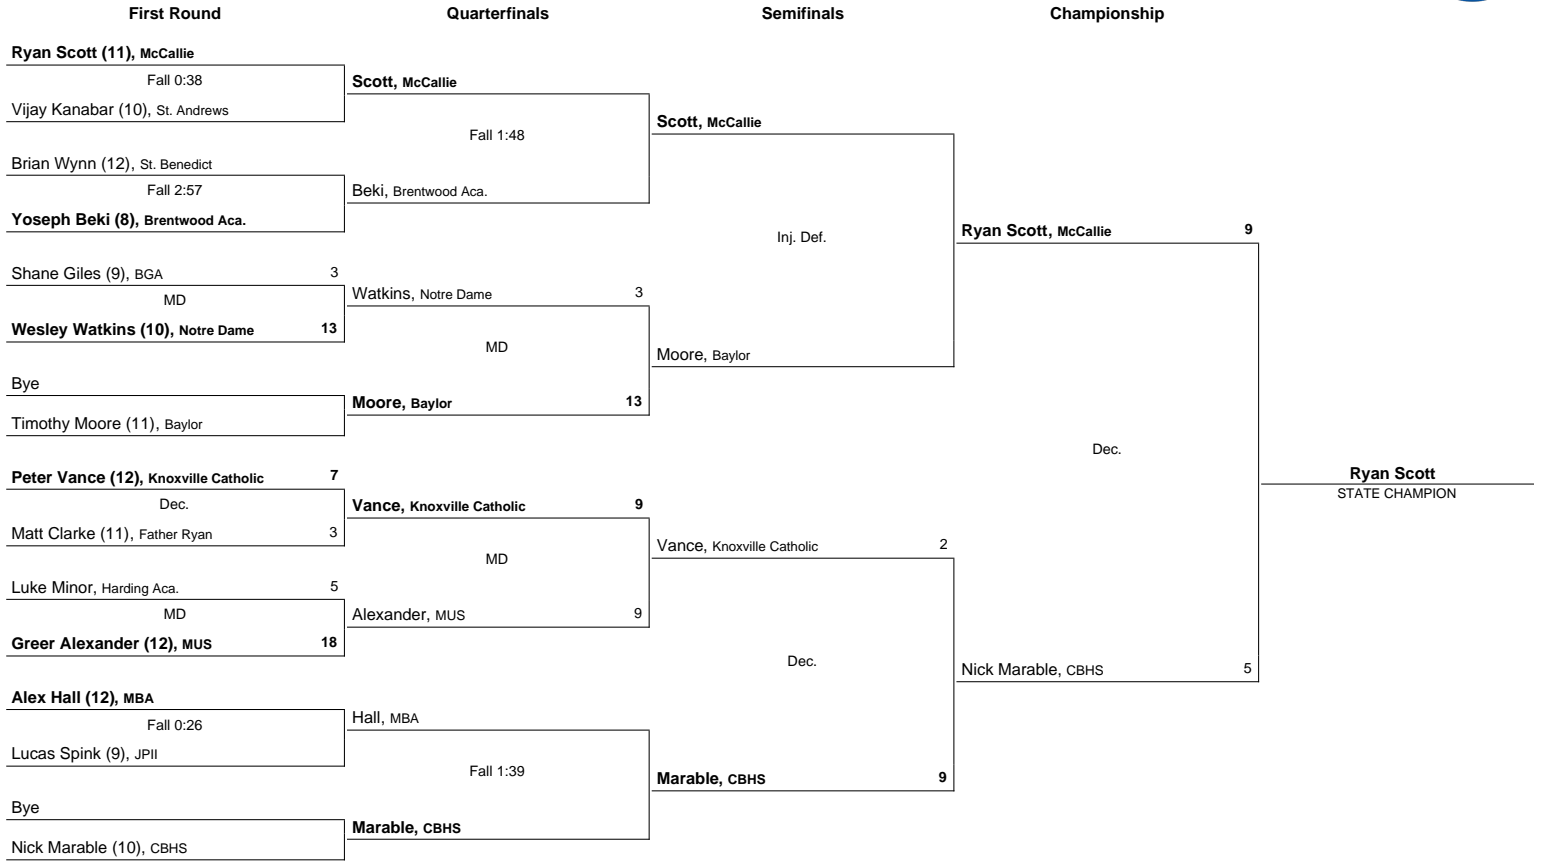 First Round Quarterfinals Semifinals Championship
Ryan Scott (11), McCallie
Fall 0:38
Vijay Kanabar (10), St. Andrews
Brian Wynn (12), St. Benedict
Fall 2:57
Yoseph Beki (8), Brentwood Aca.
Shane Giles (9), BGA 3
MD
Wesley Watkins (10), Notre Dame 13
Bye
Timothy Moore (11), Baylor
Peter Vance (12), Knoxville Catholic 7
Dec.
Matt Clarke (11), Father Ryan 3
Luke Minor, Harding Aca. 5
MD
Greer Alexander (12), MUS 18
Alex Hall (12), MBA
Fall 0:26
Lucas Spink (9), JPII
Bye
Nick Marable (10), CBHS
Scott, McCallie
Fall 1:48
Beki, Brentwood Aca.
Watkins, Notre Dame 3
MD
Moore, Baylor 13
Vance, Knoxville Catholic 9
MD
Alexander, MUS 9
Hall, MBA
Fall 1:39
Marable, CBHS
Scott, McCallie
Inj. Def.
Moore, Baylor
Vance, Knoxville Catholic 2
Dec.
Marable, CBHS 9
Ryan Scott, McCallie 9
Dec.
Nick Marable, CBHS 5
Ryan Scott
STATE CHAMPION